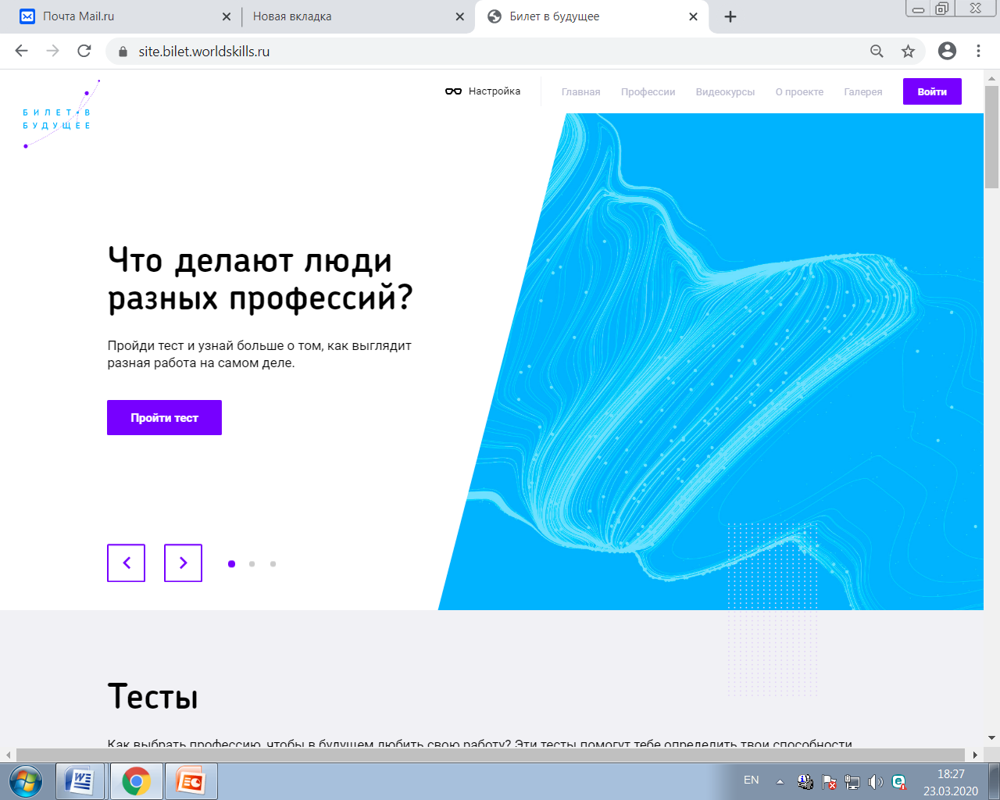 Почта Mail.ru
Новая вкладка
Билет в будущее
site.bilet.worldskills.ru
БИЛЕТ В
БУДУЩЕЕ
Настройка
Главная
Профессии
Видеокурсы
О проекте
Галерея
Войти
Что делают люди
разных профессий?
Пройди тест и узнай больше о том, как выглядит
разная работа на самом деле.
Пройти тест
Тесты
Как выбрать профессию, чтобы в будущем любить свою работу? Эти тесты помогут тебе определить твои способности
EN
18:27
23.03.2020